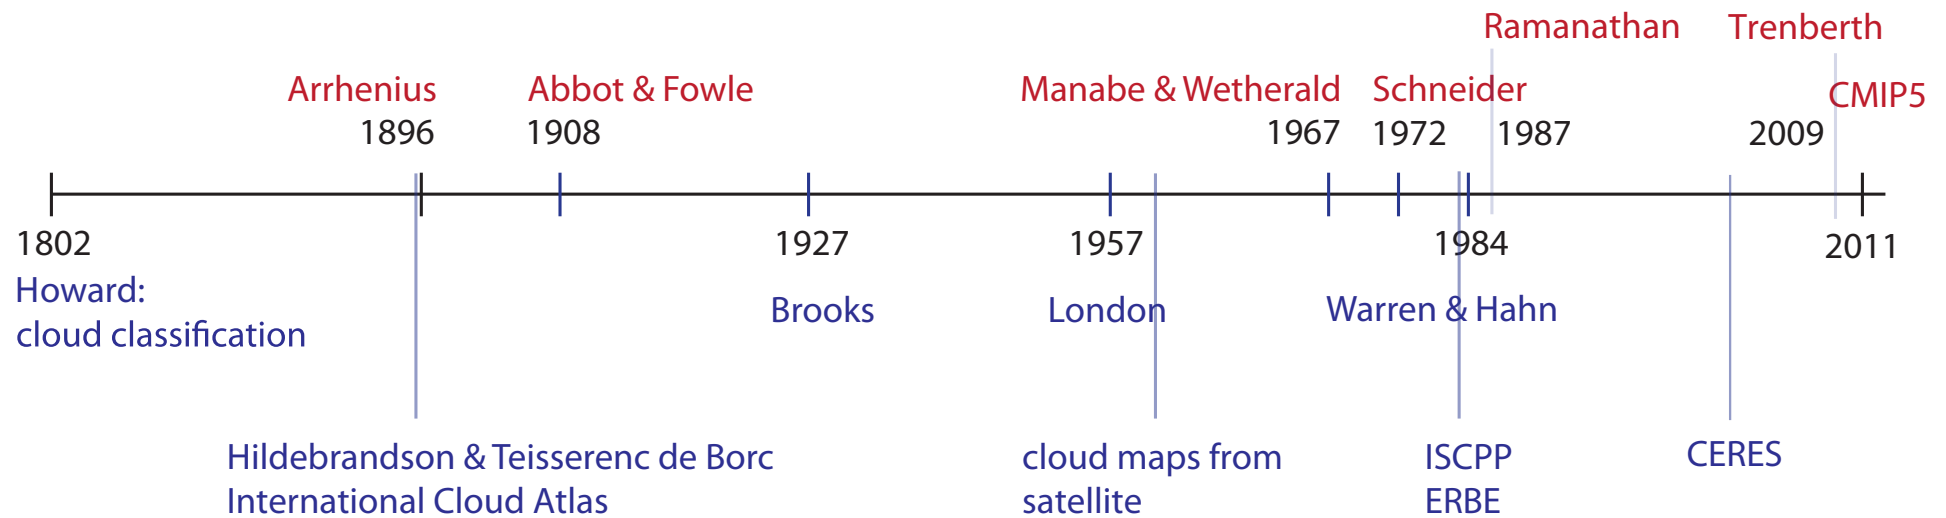 Ramanathan Trenberth
Arrhenius Abbot & Fowle Manabe & Wetherald Schneider CMIP5
1896 1908 1967 1972 1987 2009
1802 1927 1957 1984 2011
Howard:
cloud classification
Brooks London Warren & Hahn
Hildebrandson & Teisserenc de Borc
International Cloud Atlas
cloud maps from
satellite
ISCPP
ERBE
CERES